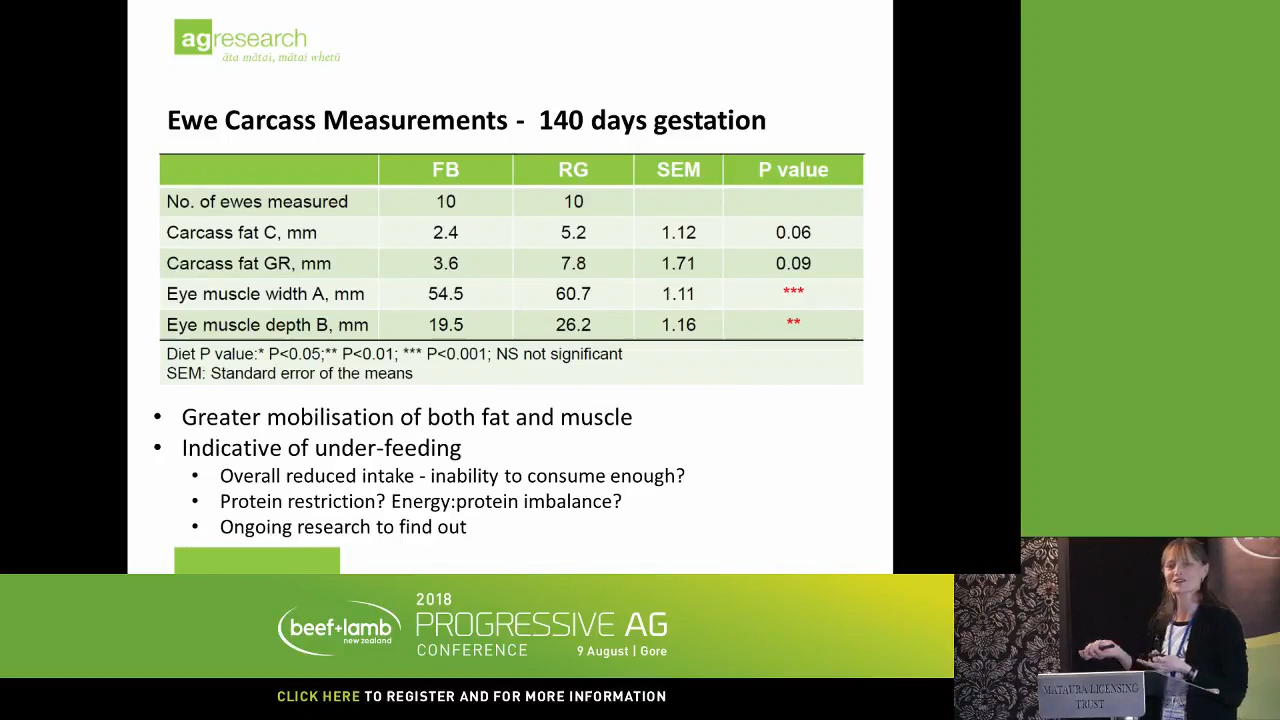 agresearch
āta mātai, mātai whetū
Ewe Carcass Measurements - 140 days gestation
FB RG SEM P value
No. of ewes measured 10 10
Carcass fat C, mm 2.4 5.2 1.12 0.06
Carcass fat GR, mm 3.6 7.8 1.71 0.09
Eye muscle width A, mm 54.5 60.7 1.11 ***
Eye muscle depth B, mm 19.5 26.2 1.16 **
Diet P value:* P<0.05;** P<0.01; *** P<0.001; NS not significant
SEM: Standard error of the means
• Greater mobilisation of both fat and muscle
• Indicative of under-feeding
• Overall reduced intake - inability to consume enough?
• Protein restriction? Energy:protein imbalance?
• Ongoing research to find out
beef+lamb
new zealand
2018
PROGRESSIVE AG
CONFERENCE 9 August | Gore
CLICK HERE TO REGISTER AND FOR MORE INFORMATION
MATAURA LICENSING
TRUST